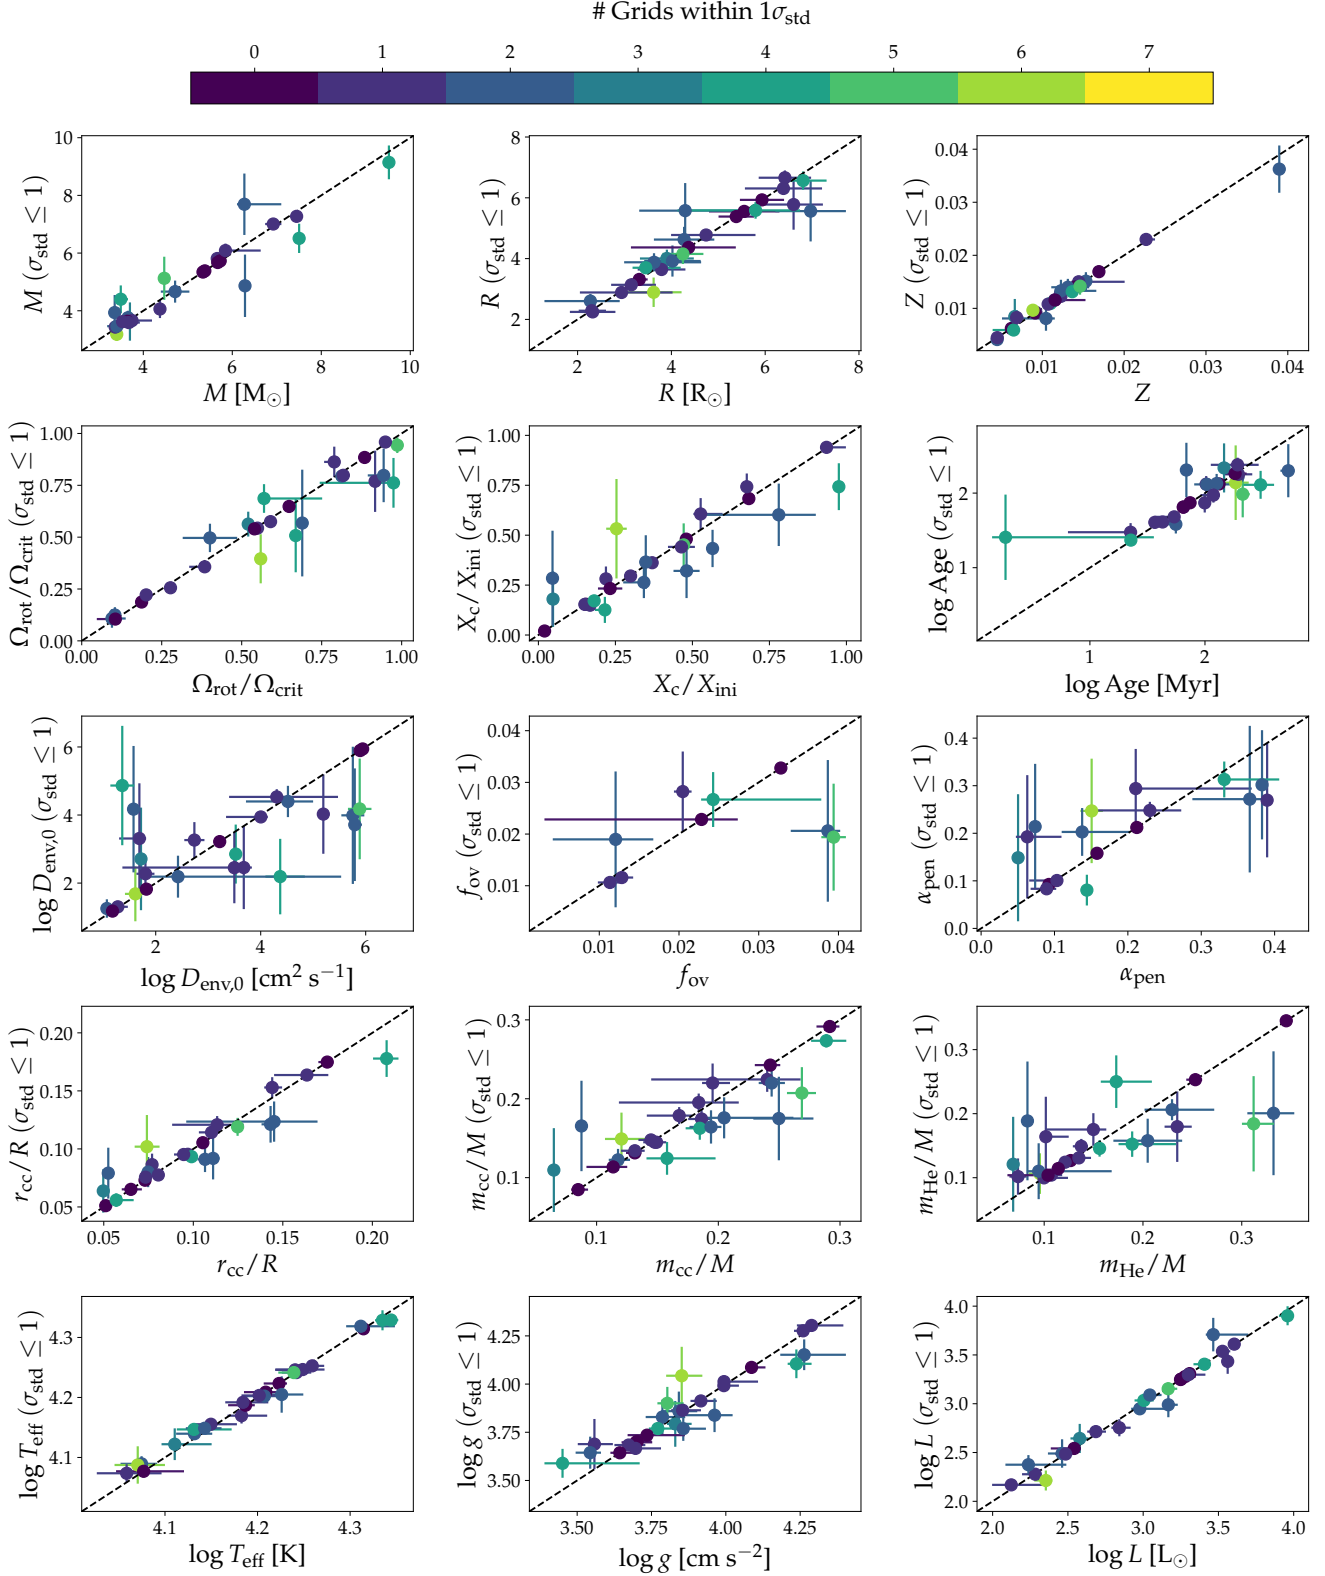 # Grids within 1σstd
0 1 2 3 4 5 6 7
M (σstd ≤ 1)
10
8
6
4
4 6 8 10
M [M☉]
R (σstd ≤ 1)
8
6
4
2
2 4 6 8
R [R☉]
Z (σstd ≤ 1)
0.04
0.03
0.02
0.01
0.01 0.02 0.03 0.04
Z
Ωrot/Ωcrit (σstd ≤ 1)
1.00
0.75
0.50
0.25
0.00
0.00 0.25 0.50 0.75 1.00
Ωrot/Ωcrit
Xc/Xini (σstd ≤ 1)
1.00
0.75
0.50
0.25
0.00
0.00 0.25 0.50 0.75 1.00
Xc/Xini
log Age (σstd ≤ 1)
2
1
1 2
log Age [Myr]
log Denv,0 (σstd ≤ 1)
6
4
2
2 4 6
log Denv,0 [cm² s⁻¹]
fov (σstd ≤ 1)
0.04
0.03
0.02
0.01
0.01 0.02 0.03 0.04
fov
αpen (σstd ≤ 1)
0.4
0.3
0.2
0.1
0.0
0.0 0.1 0.2 0.3 0.4
αpen
rcc/R (σstd ≤ 1)
0.20
0.15
0.10
0.05
0.05 0.10 0.15 0.20
rcc/R
mcc/M (σstd ≤ 1)
0.3
0.2
0.1
0.1 0.2 0.3
mcc/M
mHe/M (σstd ≤ 1)
0.3
0.2
0.1
0.1 0.2 0.3
mHe/M
log Teff (σstd ≤ 1)
4.3
4.2
4.1
4.1 4.2 4.3
log Teff [K]
log g (σstd ≤ 1)
4.25
4.00
3.75
3.50
3.50 3.75 4.00 4.25
log g [cm s⁻²]
log L (σstd ≤ 1)
4.0
3.5
3.0
2.5
2.0
2.0 2.5 3.0 3.5 4.0
log L [L☉]